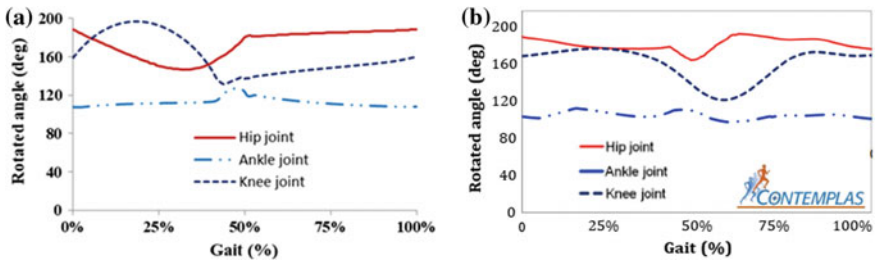 (a)
Rotated angle (deg)
200
160
120
80
40
0
Hip joint
Ankle joint
Knee joint
0%
25%
50%
75%
100%
Gait (%)
(b)
Rotated angle (deg)
200
160
120
80
40
0
Hip joint
Ankle joint
Knee joint
CONTEMPLAS
0
25%
50%
75%
100%
Gait (%)